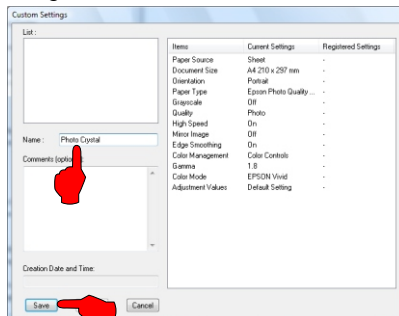 Custom Settings
List :
Name : Photo Crystal
Comments (optional):
Creation Date and Time:
Save Cancel
Items Current Settings Registered Settings
Paper Source Sheet -
Document Size A4 210 x 297 mm -
Orientation Portrait -
Paper Type Epson Photo Quality ... -
Grayscale Off -
Quality Photo -
High Speed On -
Mirror Image Off -
Edge Smoothing On -
Color Management Color Controls -
Gamma 1.8 -
Color Mode EPSON Vivid -
Adjustment Values Default Setting -